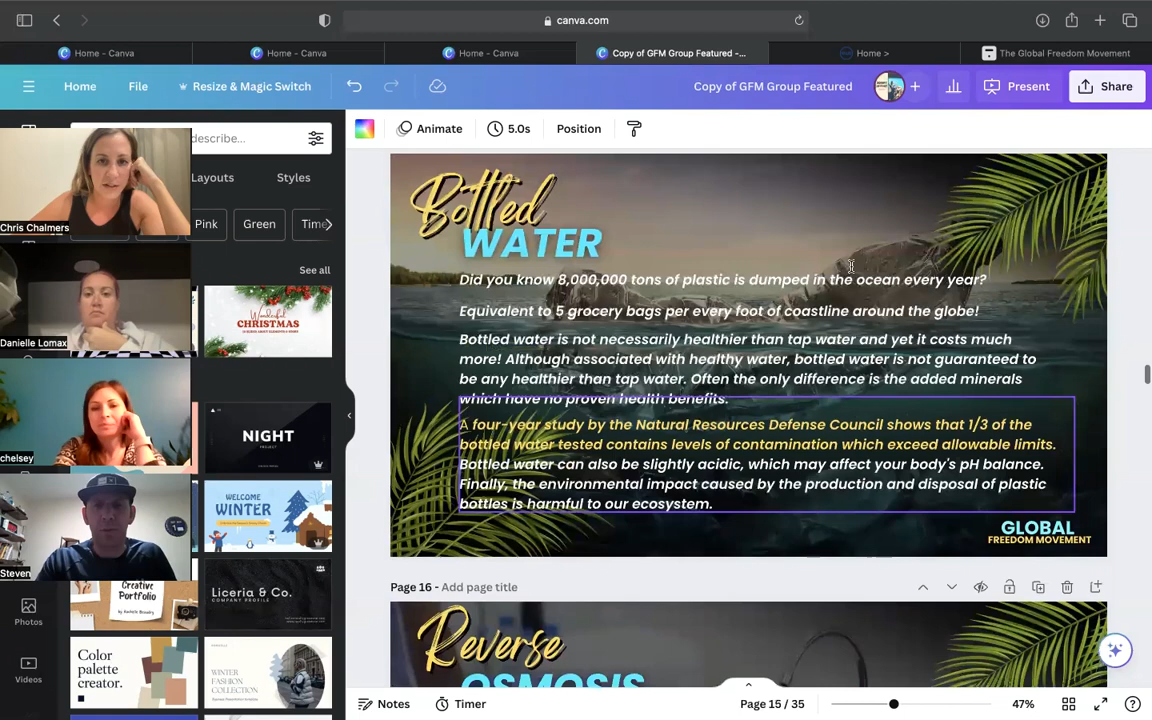 canva.com
Home - Canva
Home - Canva
Home - Canva
Copy of GFM Group Featured -...
Home >
The Global Freedom Movement
Home
File
Resize & Magic Switch
Copy of GFM Group Featured
Present
Share
describe...
Animate
5.0s
Position
Layouts
Styles
Pink
Green
Time
See all
Chris Chalmers
Danielle Lomax
chelsey
Steven
Wonderful
CHRISTMAS
NIGHT
WELCOME
WINTER
Creative
Portfolio
Liceria & Co.
COMPANY PROFILE
Color
palette
creator.
WINTER
FASHION
COLLECTION
Photos
Videos
Bottled
WATER
Did you know 8,000,000 tons of plastic is dumped in the ocean every year?
Equivalent to 5 grocery bags per every foot of coastline around the globe!
Bottled water is not necessarily healthier than tap water and yet it costs much
more! Although associated with healthy water, bottled water is not guaranteed to
be any healthier than tap water. Often the only difference is the added minerals
which have no proven health benefits.
A four-year study by the Natural Resources Defense Council shows that 1/3 of the
bottled water tested contains levels of contamination which exceed allowable limits.
Bottled water can also be slightly acidic, which may affect your body's pH balance.
Finally, the environmental impact caused by the production and disposal of plastic
bottles is harmful to our ecosystem.
GLOBAL
FREEDOM MOVEMENT
Page 16 - Add page title
Reverse
OSMOSIS
Notes
Timer
Page 15 / 35
47%